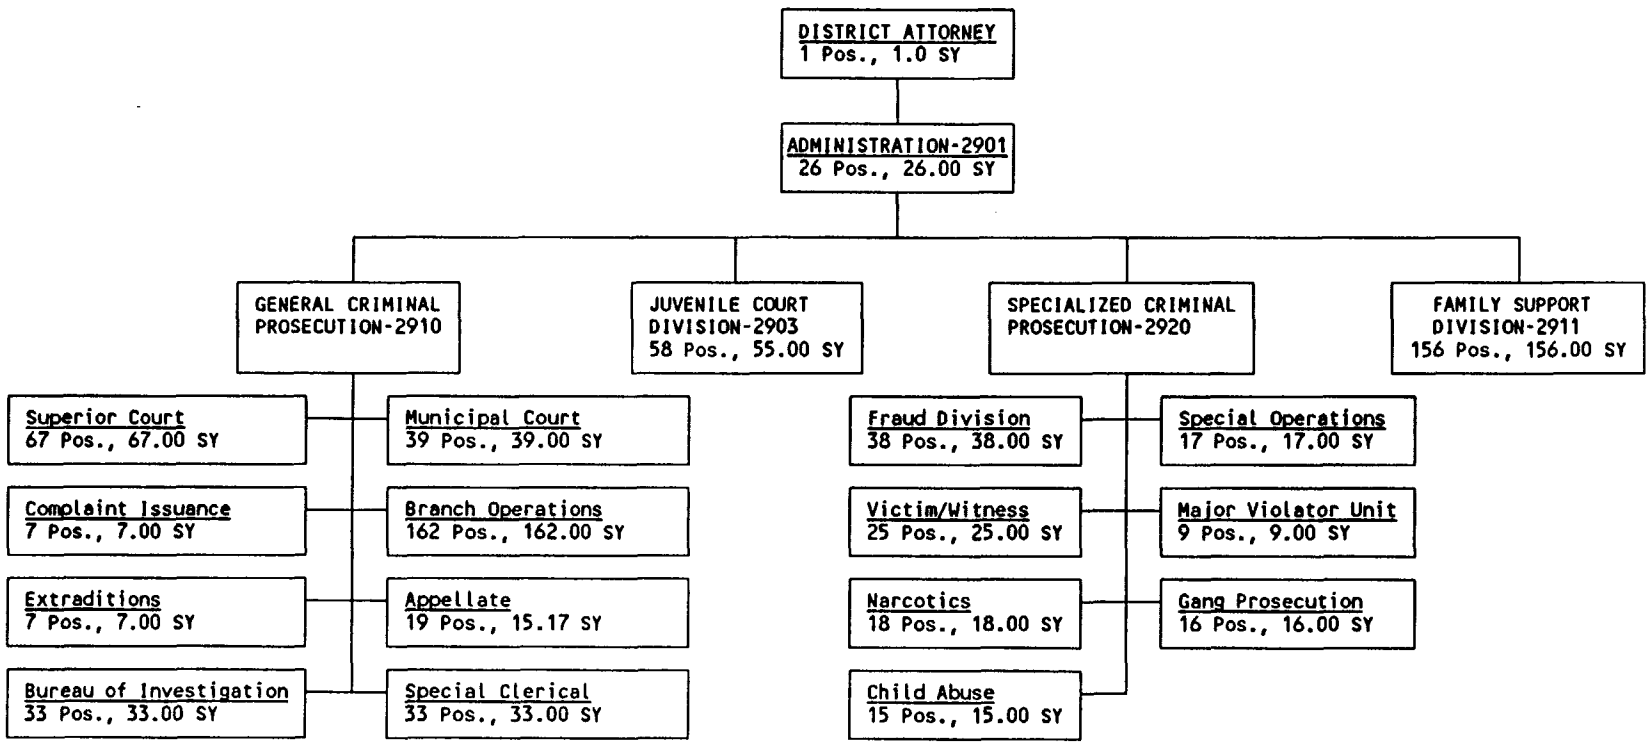 DISTRICT ATTORNEY
1 Pos., 1.0 SY
ADMINISTRATION-2901
26 Pos., 26.00 SY
GENERAL CRIMINAL
PROSECUTION-2910
JUVENILE COURT
DIVISION-2903
58 Pos., 55.00 SY
SPECIALIZED CRIMINAL
PROSECUTION-2920
FAMILY SUPPORT
DIVISION-2911
156 Pos., 156.00 SY
Superior Court
67 Pos., 67.00 SY
Municipal Court
39 Pos., 39.00 SY
Complaint Issuance
7 Pos., 7.00 SY
Branch Operations
162 Pos., 162.00 SY
Extraditions
7 Pos., 7.00 SY
Appellate
19 Pos., 15.17 SY
Bureau of Investigation
33 Pos., 33.00 SY
Special Clerical
33 Pos., 33.00 SY
Fraud Division
38 Pos., 38.00 SY
Special Operations
17 Pos., 17.00 SY
Victim/Witness
25 Pos., 25.00 SY
Major Violator Unit
9 Pos., 9.00 SY
Narcotics
18 Pos., 18.00 SY
Gang Prosecution
16 Pos., 16.00 SY
Child Abuse
15 Pos., 15.00 SY